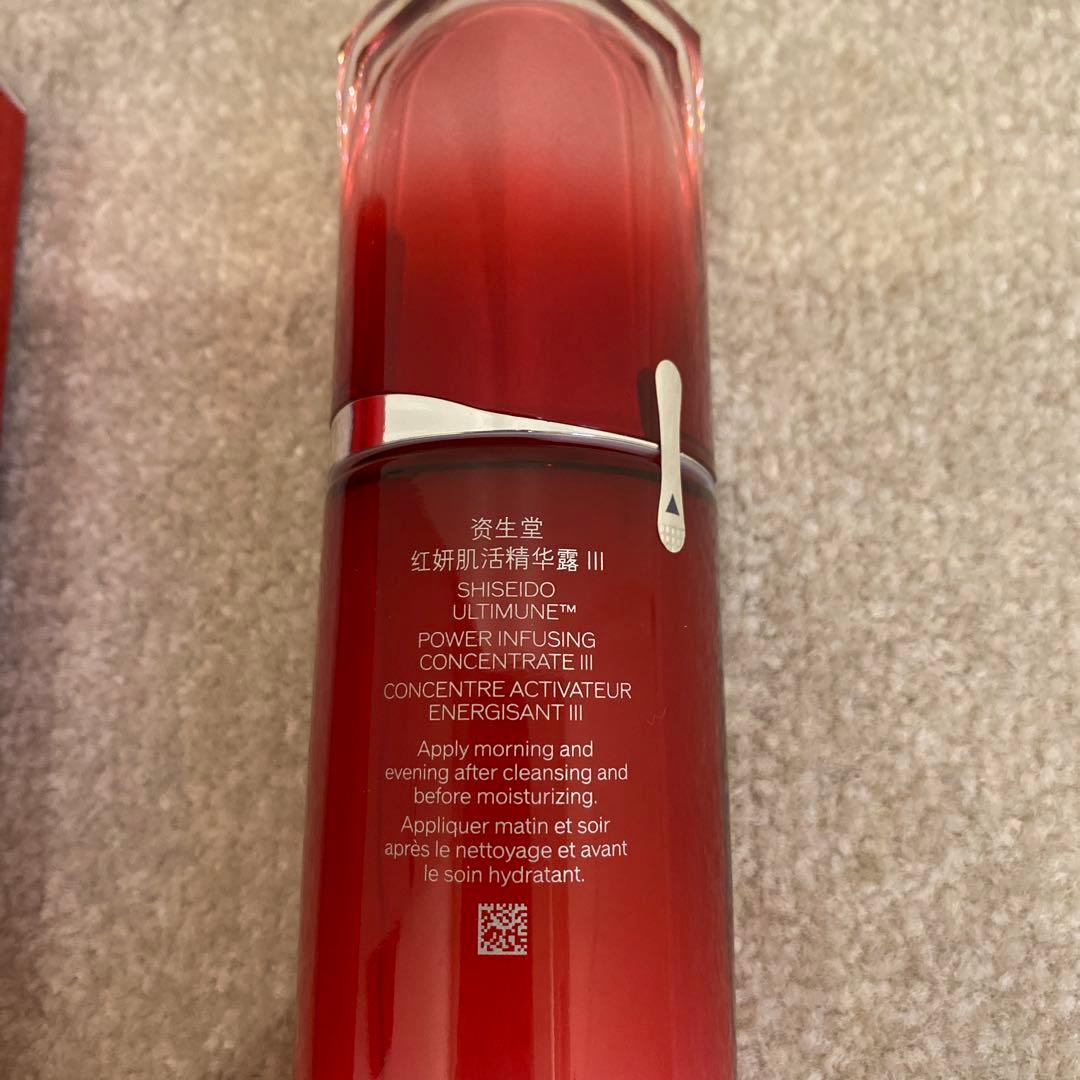 资生堂
红妍肌活精华露 III
SHISEIDO
ULTIMUNE™
POWER INFUSING
CONCENTRATE III
CONCENTRE ACTIVATEUR
ENERGISANT III
Apply morning and
evening after cleansing and
before moisturizing.
Appliquer matin et soir
après le nettoyage et avant
le soin hydratant.